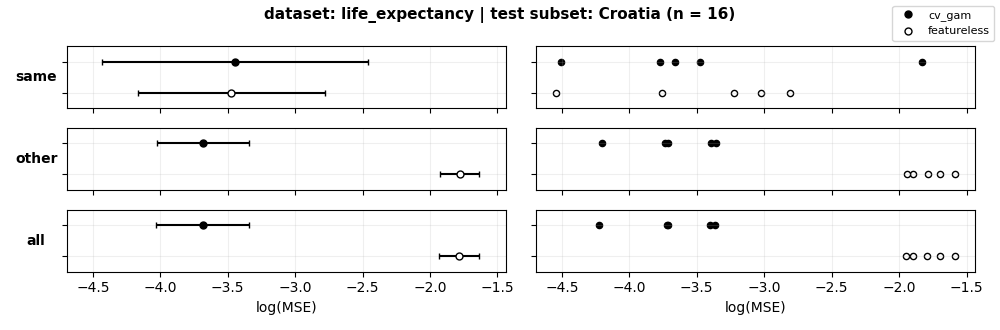 dataset: life_expectancy | test subset: Croatia (n = 16)
cv_gam
featureless
same
other
all
−4.5 −4.0 −3.5 −3.0 −2.5 −2.0 −1.5
log(MSE)
−4.5 −4.0 −3.5 −3.0 −2.5 −2.0 −1.5
log(MSE)